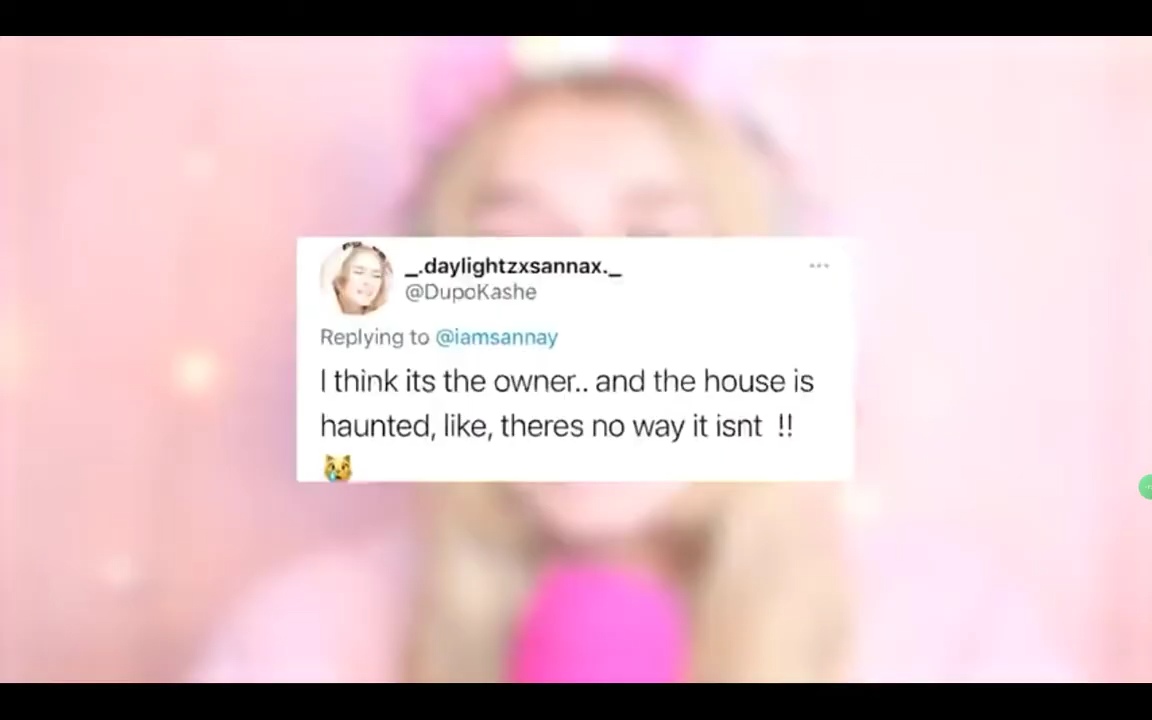 _.daylightzxsannax._
@DupoKashe
Replying to @iamsannay
I think its the owner.. and the house is
haunted, like, theres no way it isnt !!
😿